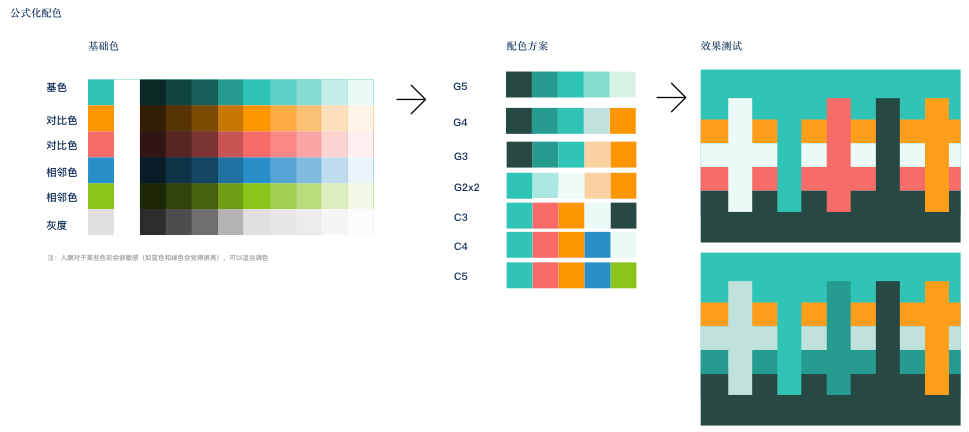 公式化配色
基础色
配色方案
效果测试
基色
对比色
对比色
相邻色
相邻色
灰度
注：人眼对于某些色彩会很敏感（如蓝色和绿色会觉得很亮），可以适当调色
G5
G4
G3
G2x2
C3
C4
C5